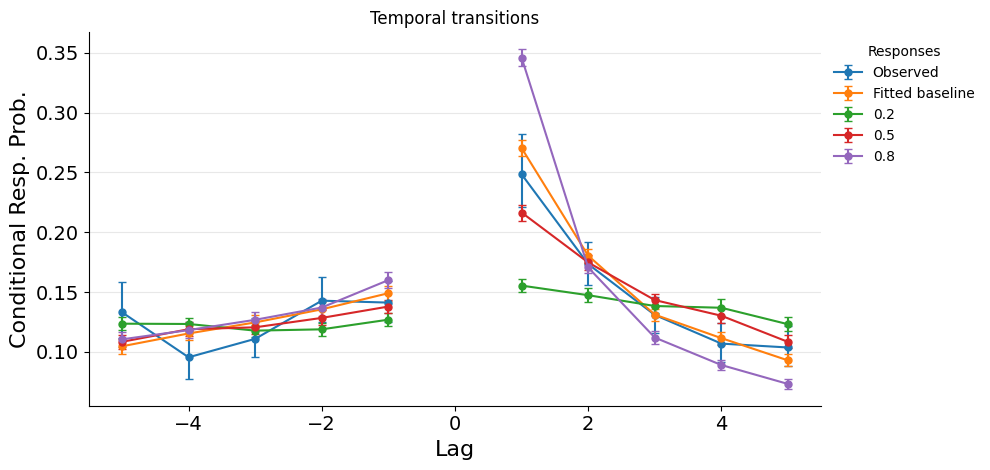 Temporal transitions
Conditional Resp. Prob.
0.35
0.30
0.25
0.20
0.15
0.10
−4
−2
0
2
4
Lag
Responses
Observed
Fitted baseline
0.2
0.5
0.8